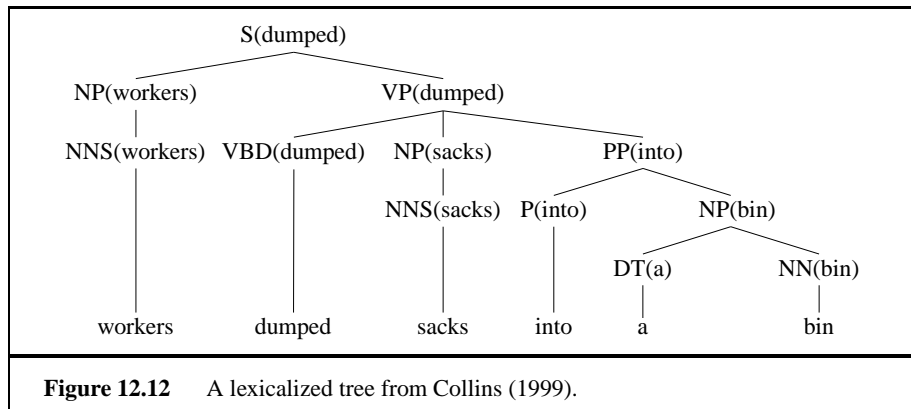 S(dumped)
NP(workers) VP(dumped)
NNS(workers) VBD(dumped) NP(sacks) PP(into)
NNS(sacks) P(into) NP(bin)
DT(a) NN(bin)
workers dumped sacks into a bin
Figure 12.12 A lexicalized tree from Collins (1999).